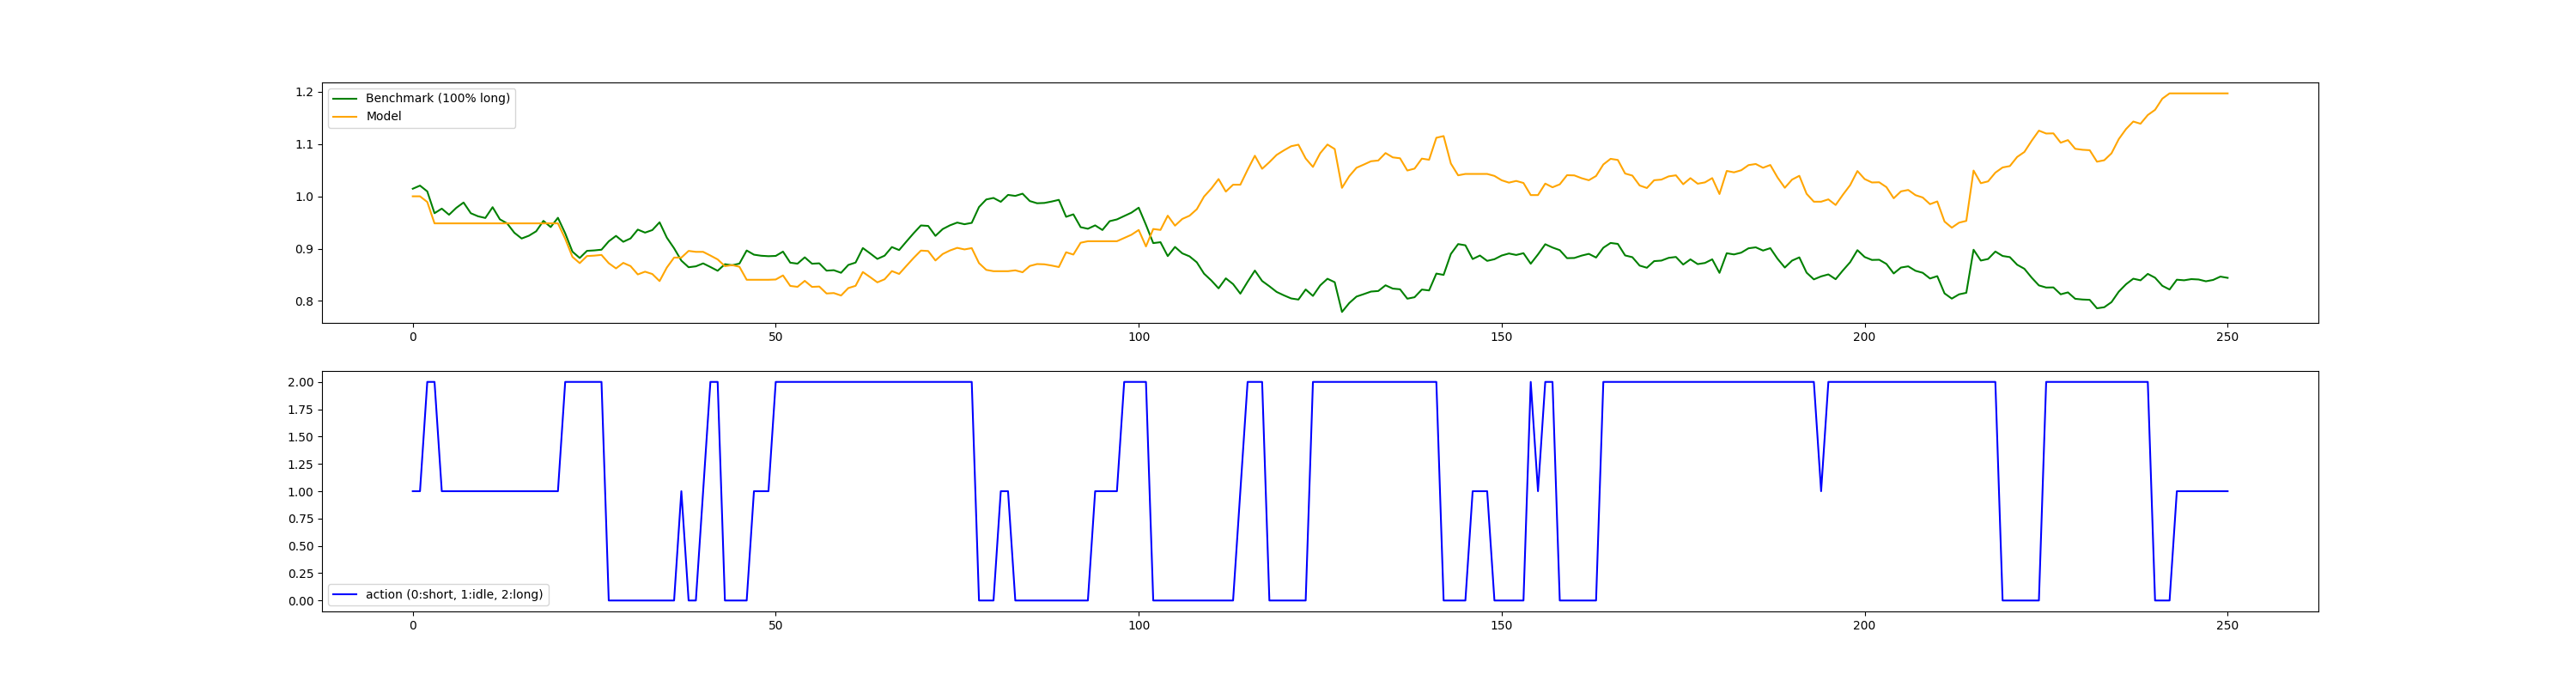 1.2
1.1
1.0
0.9
0.8
Benchmark (100% long)
Model
0 50 100 150 200 250
2.00
1.75
1.50
1.25
1.00
0.75
0.50
0.25
0.00
action (0:short, 1:idle, 2:long)
0 50 100 150 200 250